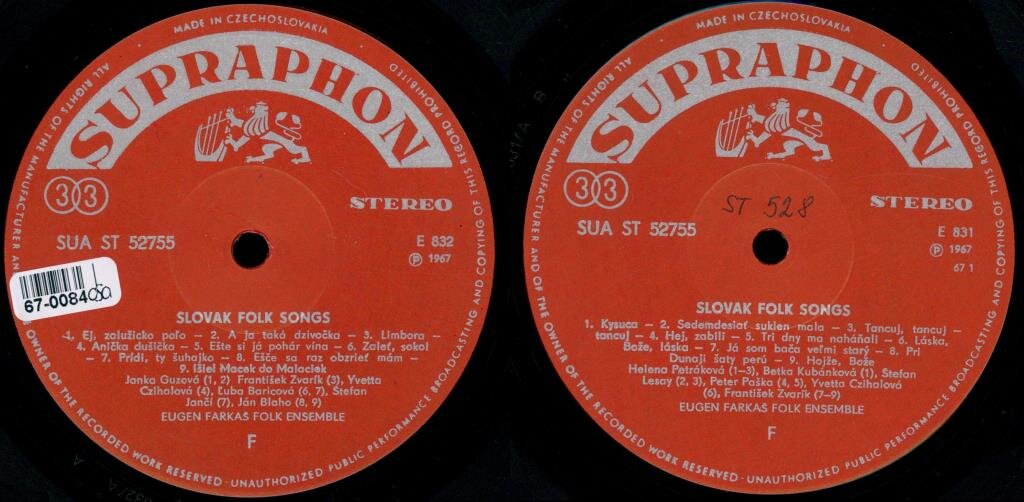 MADE IN CZECHOSLOVAKIA
ALL RIGHTS OF THE MANUFACTURER AND OF THE OWNER OF THE RECORDED WORK RESERVED - UNAUTHORIZED PUBLIC PERFORMANCE BROADCASTING AND COPYING OF THIS RECORD PROHIBITED
SUPRAPHON
33
STEREO
SUA ST 52755
E 832
℗ 1967
67-0084
SLOVAK FOLK SONGS
1. Ej, zalužicko poľo – 2. A ja taká dzivočka – 3. Limbora –
4. Anička dušička – 5. Ešte si já pohár vína – 6. Zaleť, sokol
– 7. Prídi, ty šuhajko – 8. Ešče sa raz obzrieť mám –
9. Išiel Macek do Malaciek
Janka Guzová (1, 2) František Zvarík (3), Yvetta
Czihalová (4), Ľuba Baricová (6, 7), Stefan
Jančí (7), Ján Blaho (8, 9)
EUGEN FARKAŠ FOLK ENSEMBLE
F
MADE IN CZECHOSLOVAKIA
ALL RIGHTS OF THE MANUFACTURER AND OF THE OWNER OF THE RECORDED WORK RESERVED - UNAUTHORIZED PUBLIC PERFORMANCE BROADCASTING AND COPYING OF THIS RECORD PROHIBITED
SUPRAPHON
33
ST 528
STEREO
SUA ST 52755
E 831
℗ 1967
67 1
SLOVAK FOLK SONGS
1. Kysuca – 2. Sedemdesiať sukien mala – 3. Tancuj, tancuj –
tancuj – 4. Hej, zabili – 5. Tri dny ma naháňali – 6. Láska,
Bože, láska – 7. Já som bača veľmi starý – 8. Pri
Dunaji šaty perú – 9. Hojže, Bože
Helena Petráková (1–3), Betka Kubánková (1), Stefan
Lesay (2, 3), Peter Paška (4, 5), Yvetta Czihalová
(6), František Zvarík (7–9)
EUGEN FARKAŠ FOLK ENSEMBLE
F